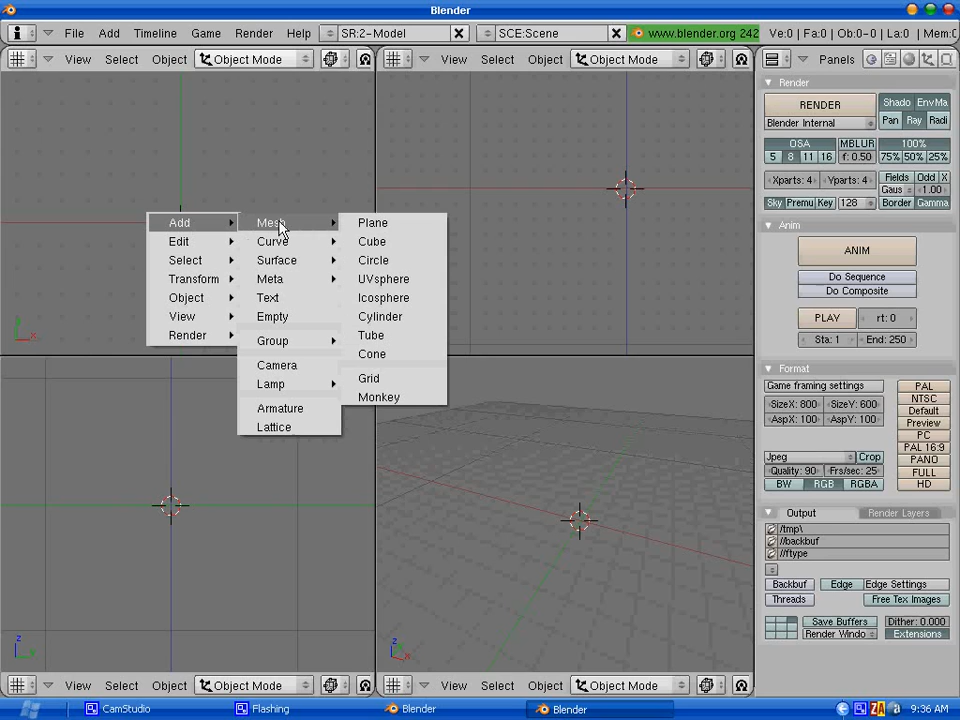 Blender
File Add Timeline Game Render Help SR:2-Model SCE:Scene www.blender.org 242 Ve:0 | Fa:0 | Ob:0-0 | La:0 | Mem:
View Select Object Object Mode
View Select Object Object Mode
Panels
Add
Edit
Select
Transform
Object
View
Render
Mesh
Curve
Surface
Meta
Text
Empty
Group
Camera
Lamp
Armature
Lattice
Plane
Cube
Circle
UVsphere
Icosphere
Cylinder
Tube
Cone
Grid
Monkey
Render
RENDER
Blender Internal
Shado EnvMa
Pan Ray Radi
OSA MBLUR 100%
5 8 11 16 f: 0.50 75% 50% 25%
Xparts: 4 Yparts: 4 Fields Odd X
Gaus 1.00
Sky Premu Key 128 Border Gamma
Anim
ANIM
Do Sequence
Do Composite
PLAY rt: 0
Sta: 1 End: 250
Format
Game framing settings
SizeX: 800 SizeY: 600
AspX: 100 AspY: 100
Jpeg Crop
Quality: 90 Frs/sec: 25
BW RGB RGBA
PAL
NTSC
Default
Preview
PC
PAL 16:9
PANO
FULL
HD
Output Render Layers
/tmp\
//backbuf
//ftype
Backbuf Edge Edge Settings
Threads Free Tex Images
Save Buffers Dither: 0.000
Render Windo Extensions
x
z
y
z
x
View Select Object Object Mode
View Select Object Object Mode
CamStudio Flashing Blender Blender 9:36 AM